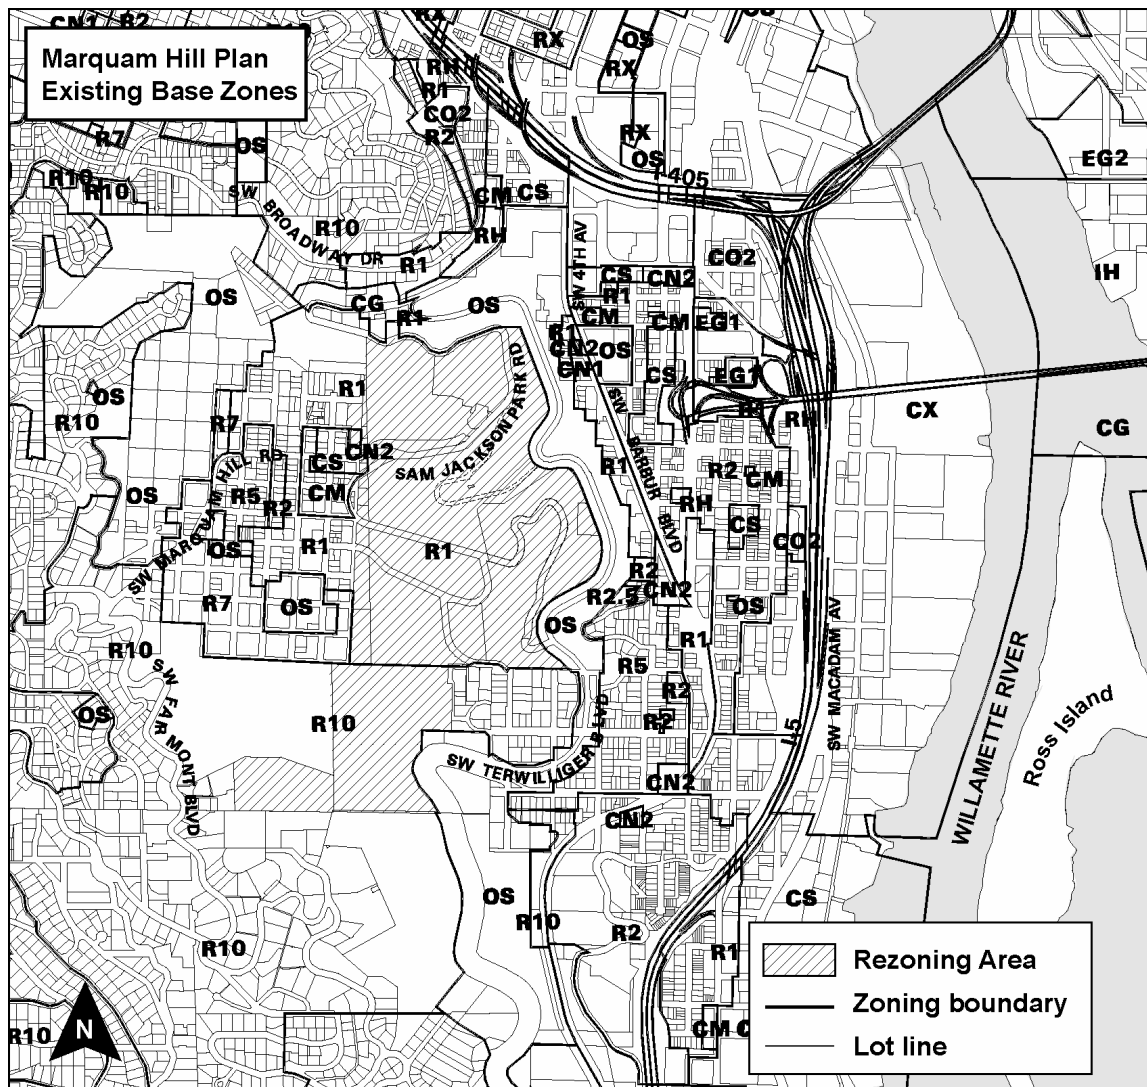 Marquam Hill Plan
Existing Base Zones
CN1
R2
RX
RX
OS
CS
RX
RH
R1
CO2
R2
RX
OS
R7
OS
R10
R10
I-405
EG2
SW
BROADWAY DR
R10
CM
CS
RH
R1
SW 4TH AV
CO2
IH
CS
CN2
R1
CM
CM
EG1
OS
CG
R1
OS
R1
CN2
CN1
OS
CS
EG1
R1
OS
R10
R7
CN2
CS
CM
SAM JACKSON PARK RD
SW BARBUR BLVD
RH
CX
CG
R1
R2
CM
RH
CS
CO2
SW MARQUAM HILL RD
OS
R5
R2
R1
R1
OS
R7
OS
R2
CN2
R2.5
OS
OS
R1
R5
R2
R2
R10
OS
SW FAIRMONT BLVD
R10
SW TERWILLIGER BLVD
CN2
I-5
SW MACADAM AV
WILLAMETTE RIVER
Ross Island
CN2
OS
R10
R2
R1
CS
R10
R10
CM
N
Rezoning Area
Zoning boundary
Lot line